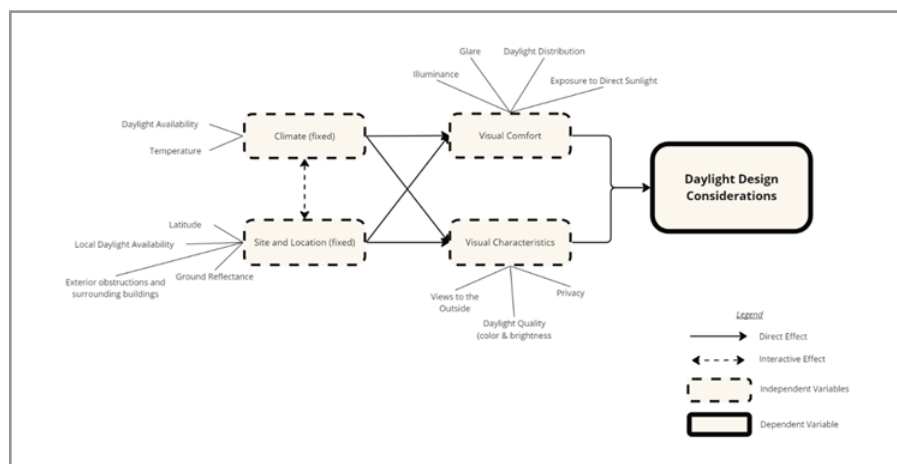 Glare
Daylight Distribution
Illuminance
Exposure to Direct Sunlight
Daylight Availability
Climate (fixed)
Visual Comfort
Temperature
Daylight Design
Considerations
Latitude
Local Daylight Availability
Site and Location (fixed)
Visual Characteristics
Ground Reflectance
Exterior obstructions and
surrounding buildings
Views to the
Outside
Privacy
Daylight Quality
(color & brightness
Legend
Direct Effect
Interactive Effect
Independent Variables
Dependent Variable